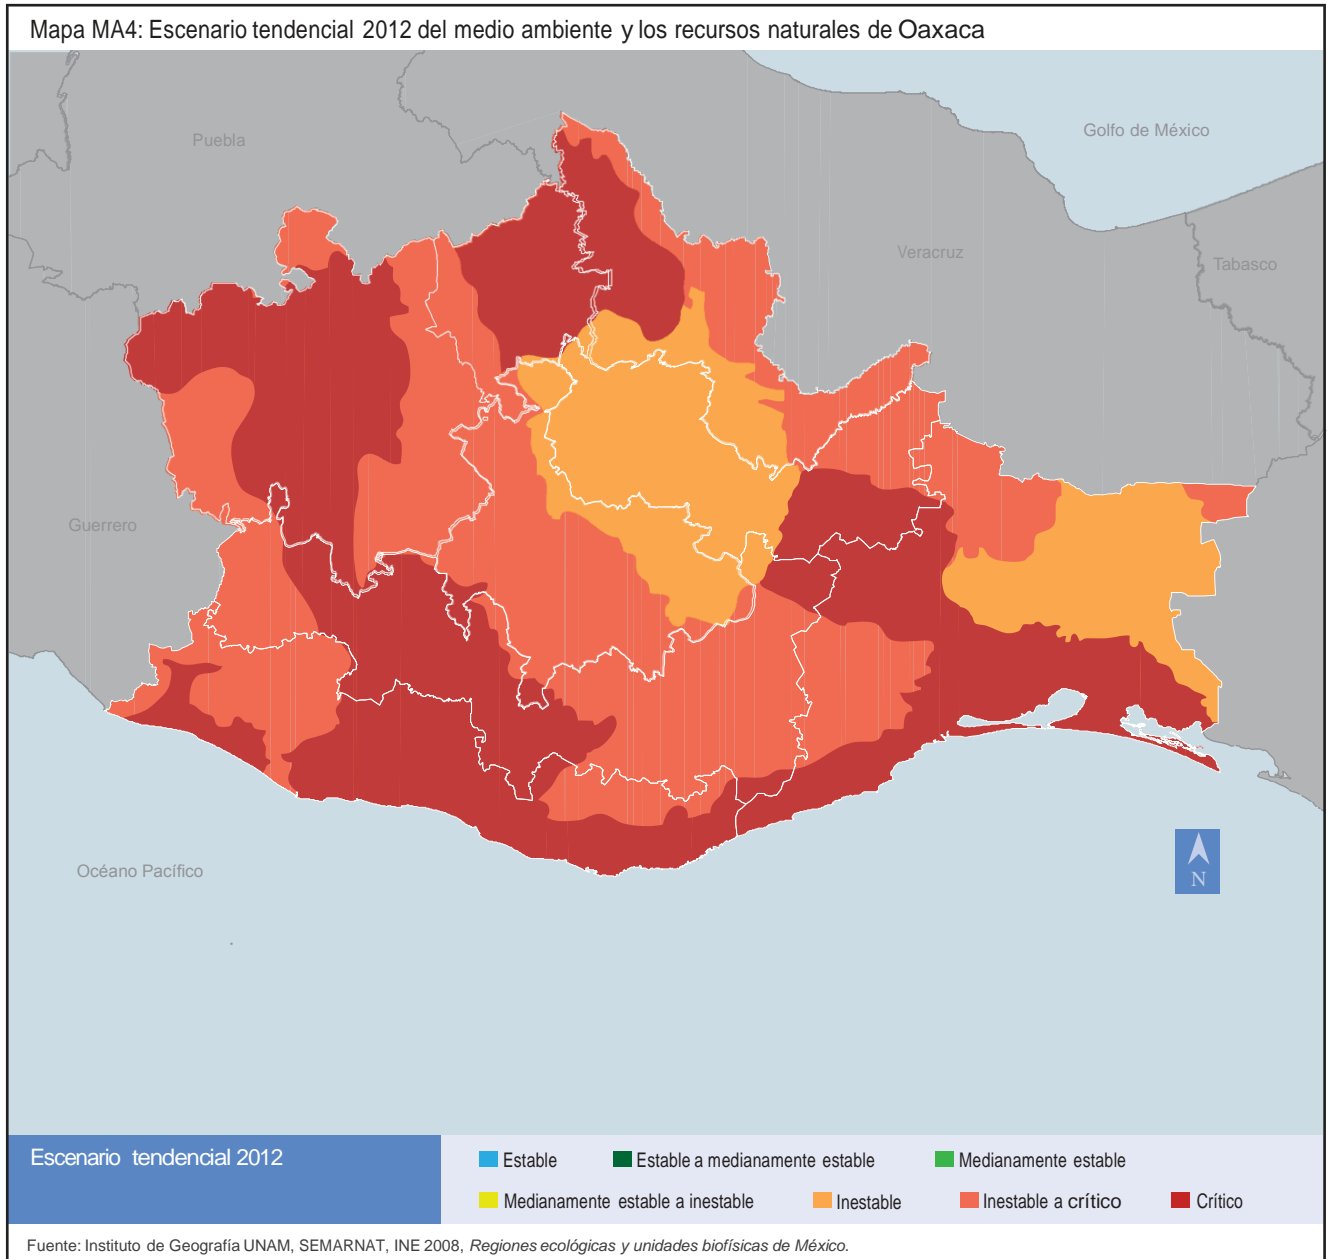 Mapa MA4: Escenario tendencial 2012 del medio ambiente y los recursos naturales de Oaxaca
Golfo de México
Puebla
Veracruz
Tabasco
Guerrero
Océano Pacífico
N
Escenario tendencial 2012
Estable
Estable a medianamente estable
Medianamente estable
Medianamente estable a inestable
Inestable
Inestable a crítico
Crítico
Fuente: Instituto de Geografía UNAM, SEMARNAT, INE 2008, Regiones ecológicas y unidades biofísicas de México.